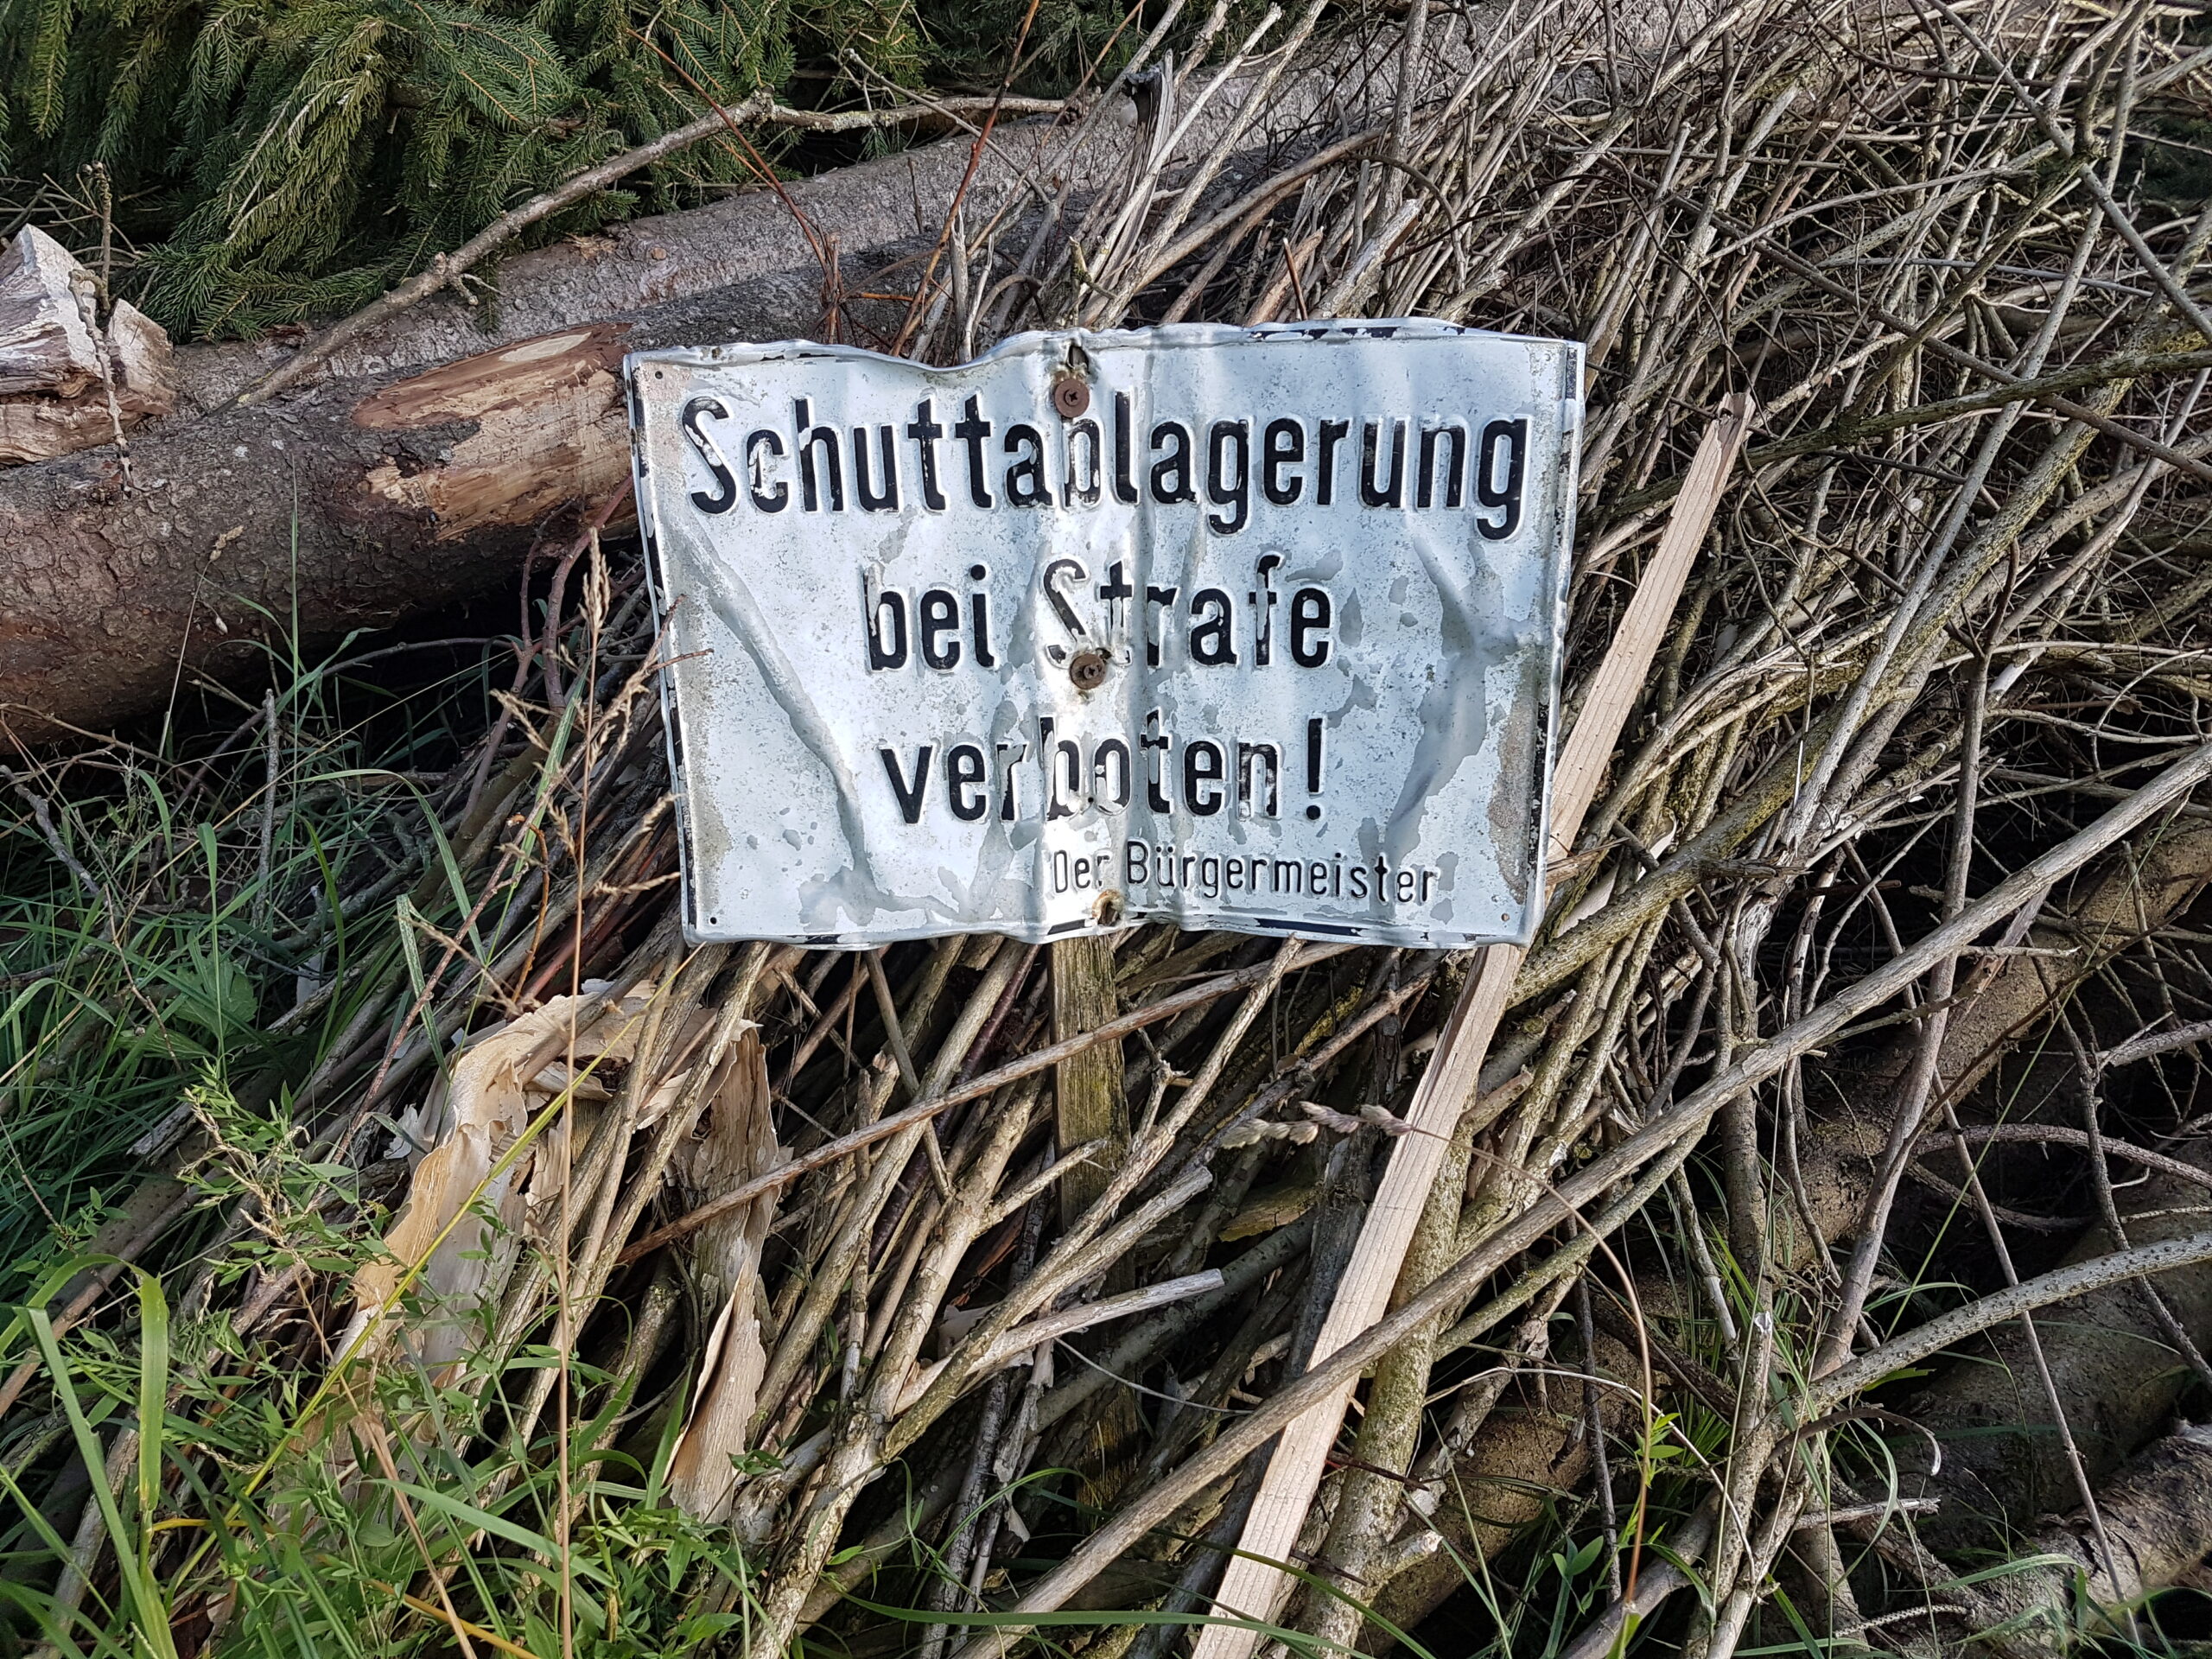 Schuttablagerung
bei Strafe
verboten!
Der Bürgermeister